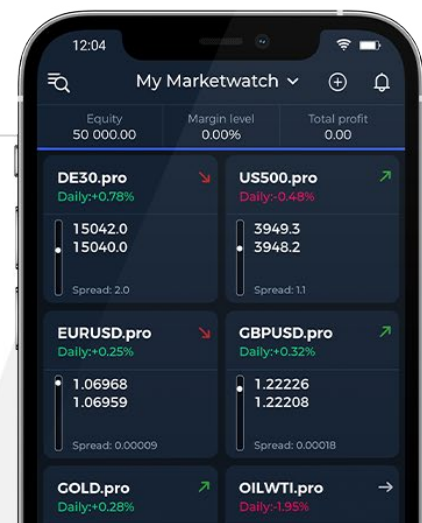 12:04
My Marketwatch
Equity Margin level Total profit
50 000.00 0.00% 0.00
DE30.pro US500.pro
Daily:+0.78% Daily:-0.48%
15042.0 3949.3
15040.0 3948.2
Spread: 2.0 Spread: 1.1
EURUSD.pro GBPUSD.pro
Daily:+0.25% Daily:+0.32%
1.06968 1.22226
1.06959 1.22208
Spread: 0.00009 Spread: 0.00018
GOLD.pro OILWTI.pro
Daily:+0.28% Daily:-1.95%